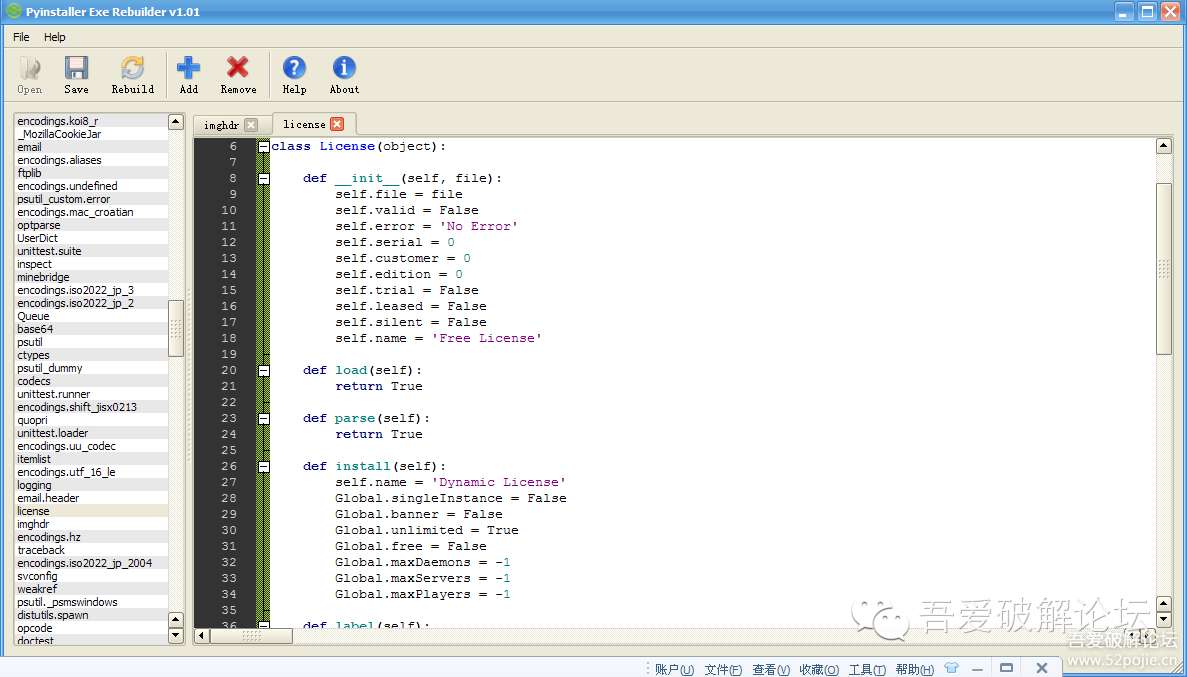 Pyinstaller Exe Rebuilder v1.01
File Help
Open Save Rebuild Add Remove Help About
encodings.koi8_r
_MozillaCookieJar
email
encodings.aliases
ftplib
encodings.undefined
psutil_custom.error
encodings.mac_croatian
optparse
UserDict
unittest.suite
inspect
minebridge
encodings.iso2022_jp_3
encodings.iso2022_jp_2
Queue
base64
psutil
ctypes
psutil_dummy
codecs
unittest.runner
encodings.shift_jisx0213
quopri
unittest.loader
encodings.uu_codec
itemlist
encodings.utf_16_le
logging
email.header
license
imghdr
encodings.hz
traceback
encodings.iso2022_jp_2004
svconfig
weakref
psutil._psmswindows
distutils.spawn
opcode
doctest
imghdr license
6 class License(object):
7
8 def __init__(self, file):
9 self.file = file
10 self.valid = False
11 self.error = 'No Error'
12 self.serial = 0
13 self.customer = 0
14 self.edition = 0
15 self.trial = False
16 self.leased = False
17 self.silent = False
18 self.name = 'Free License'
19
20 def load(self):
21 return True
22
23 def parse(self):
24 return True
25
26 def install(self):
27 self.name = 'Dynamic License'
28 Global.singleInstance = False
29 Global.banner = False
30 Global.unlimited = True
31 Global.free = False
32 Global.maxDaemons = -1
33 Global.maxServers = -1
34 Global.maxPlayers = -1
35
36 def label(self):
吾爱破解论坛
吾爱破解论坛
www.52pojie.cn
账户(U) 文件(F) 查看(V) 收藏(O) 工具(T) 帮助(H)